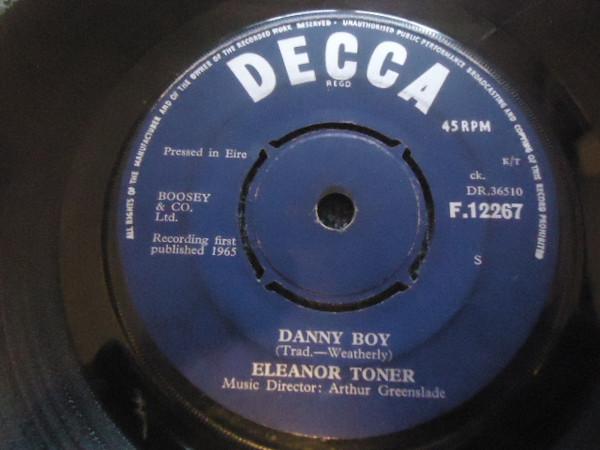 ALL RIGHTS OF THE MANUFACTURER AND OF THE OWNER OF THE RECORDED WORK RESERVED · UNAUTHORISED PUBLIC PERFORMANCE BROADCASTING AND COPYING OF THIS RECORD PROHIBITED
DECCA
REGD
45 RPM
Pressed in Eire
K/T
ck.
DR.36510
F.12267
BOOSEY
& CO.
Ltd.
Recording first
published 1965
S
DANNY BOY
(Trad.—Weatherly)
ELEANOR TONER
Music Director: Arthur Greenslade